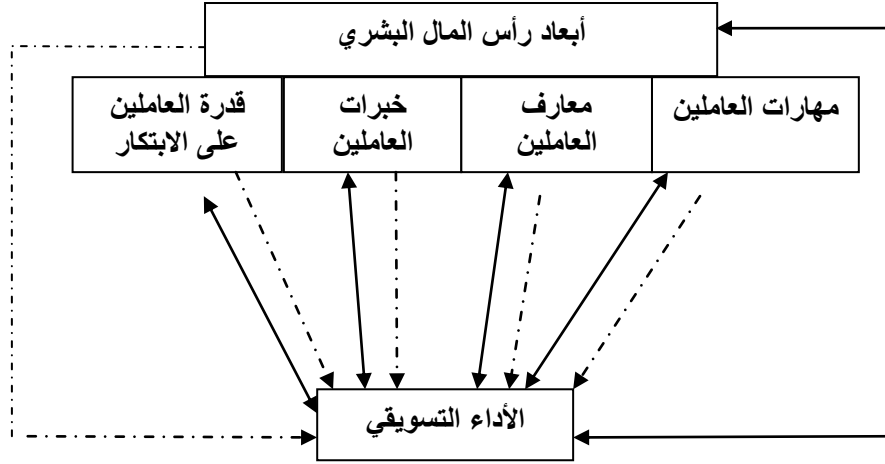 أبعاد رأس المال البشري
مهارات العاملين
معارف
العاملين
خبرات
العاملين
قدرة العاملين
على الابتكار
الأداء التسويقي